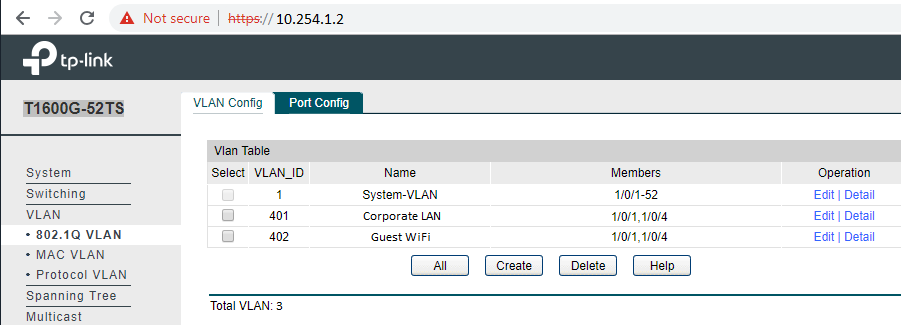 Not secure | https:// 10.254.1.2
tp-link
T1600G-52TS
VLAN Config Port Config
Vlan Table
Select VLAN_ID Name Members Operation
1 System-VLAN 1/0/1-52 Edit | Detail
401 Corporate LAN 1/0/1,1/0/4 Edit | Detail
402 Guest WiFi 1/0/1,1/0/4 Edit | Detail
All Create Delete Help
Total VLAN: 3
System
Switching
VLAN
• 802.1Q VLAN
• MAC VLAN
• Protocol VLAN
Spanning Tree
Multicast